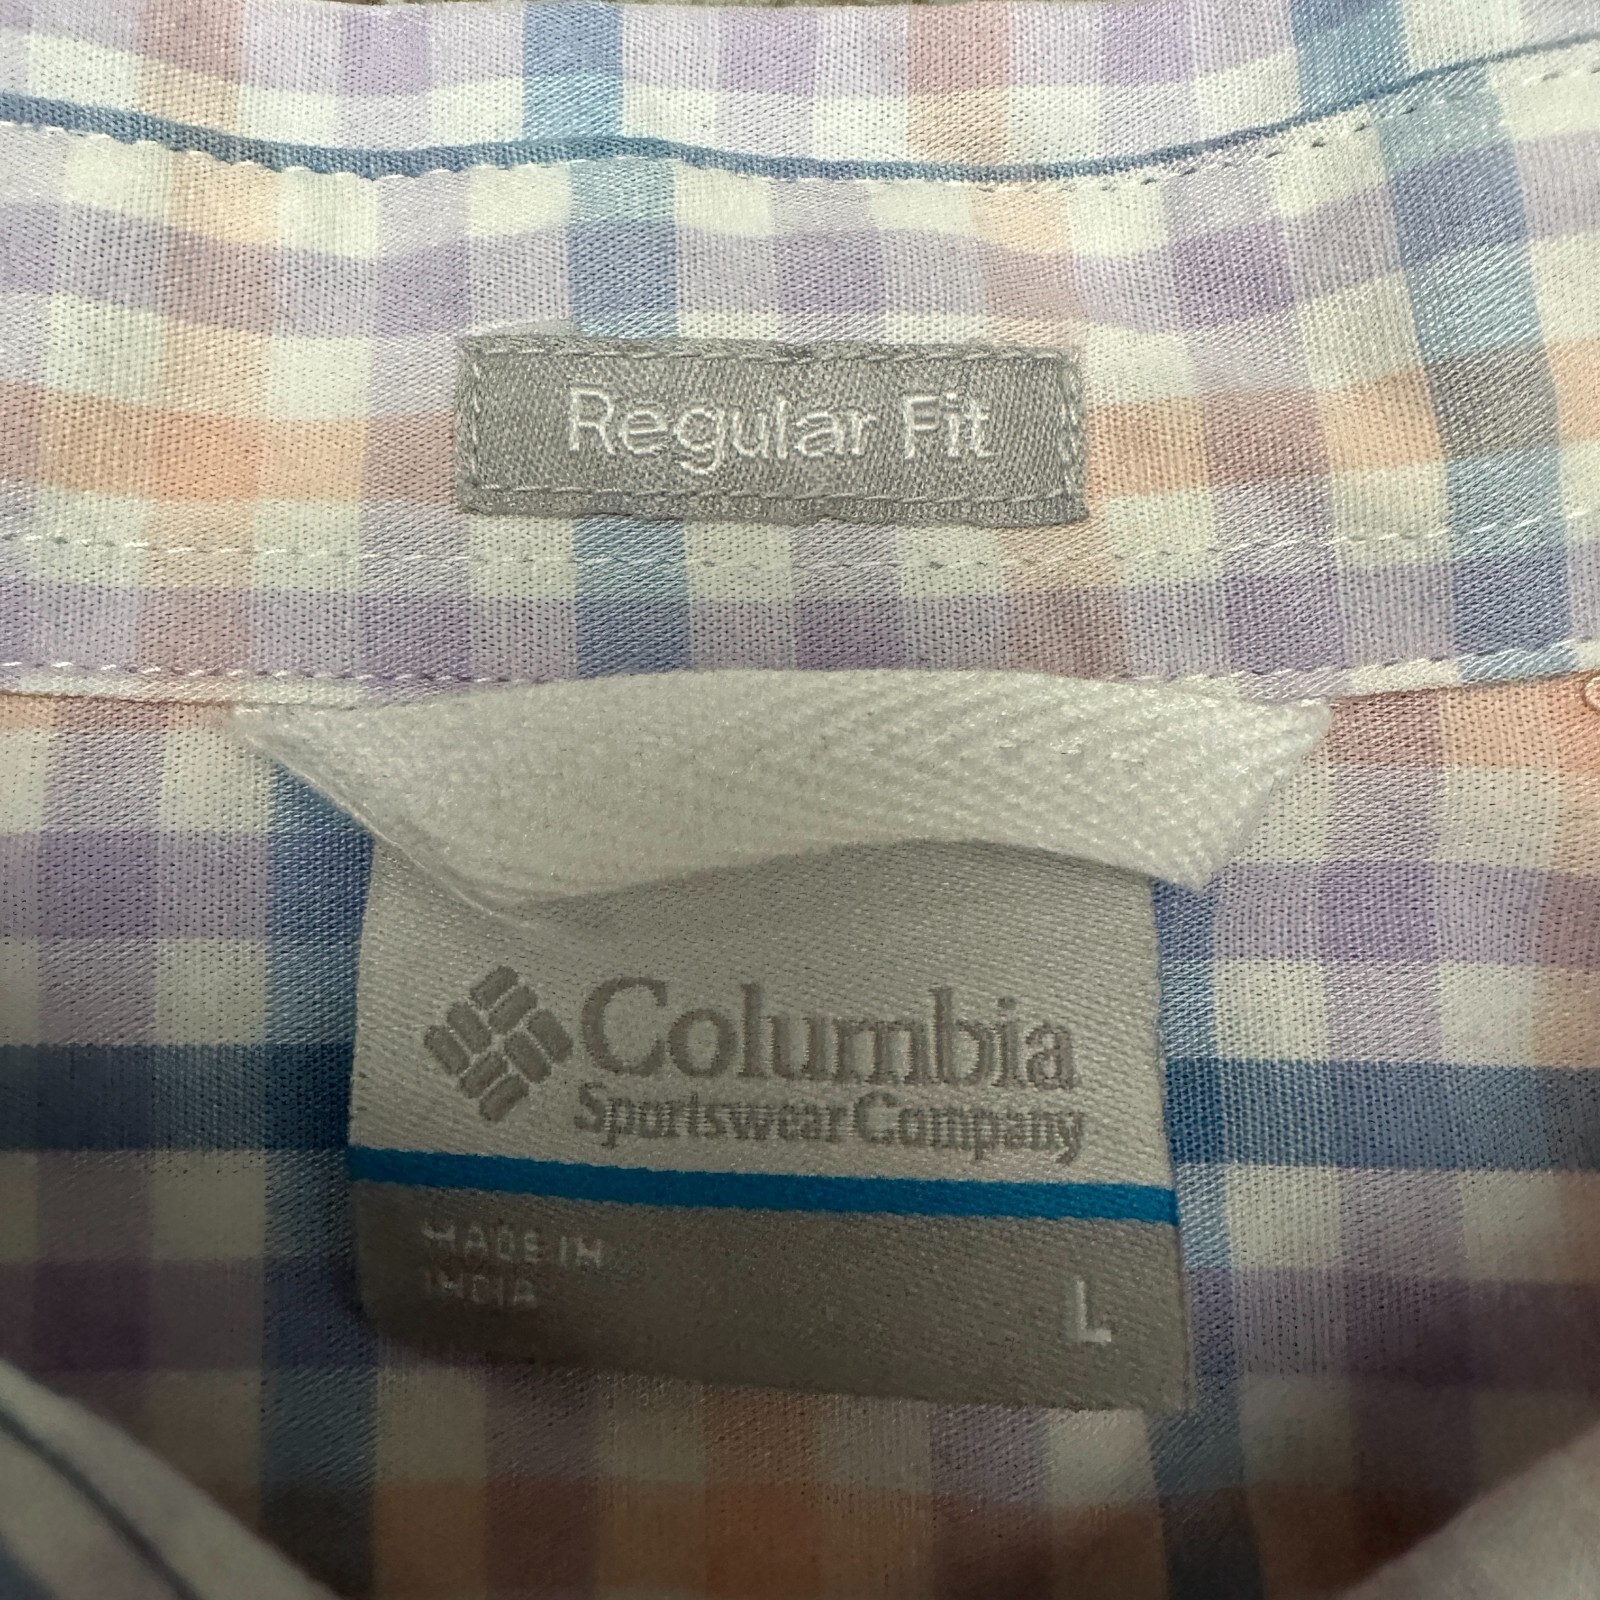 Regular Fit
Columbia
Sportswear Company
MADE IN
INDIA
L